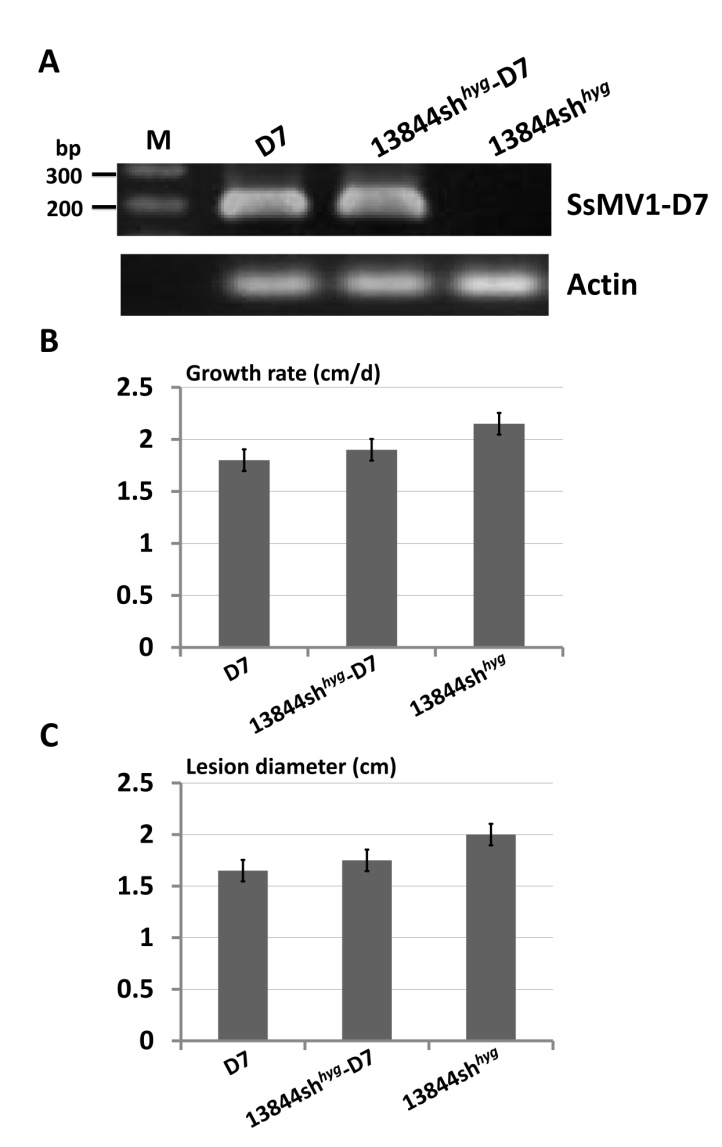 A
bp M D7 13844sh^hyg-D7 13844sh^hyg
300
200
SsMV1-D7
Actin
B
Growth rate (cm/d)
2.5
2
1.5
1
0.5
0
D7 13844sh^hyg-D7 13844sh^hyg
C
Lesion diameter (cm)
2.5
2
1.5
1
0.5
0
D7 13844sh^hyg-D7 13844sh^hyg